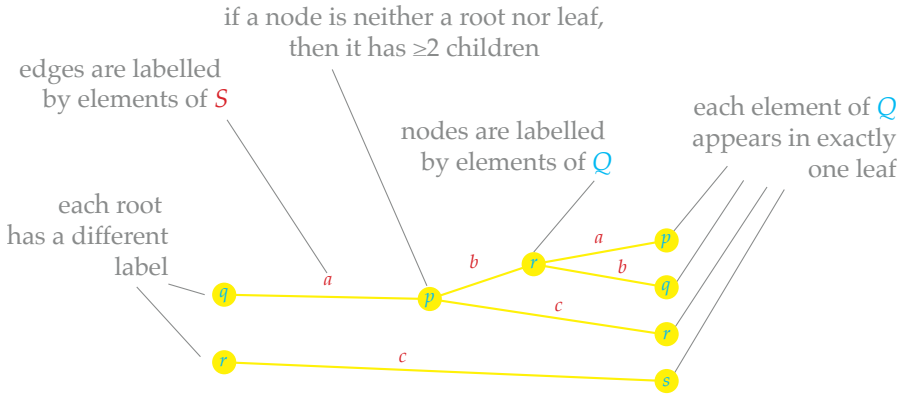 if a node is neither a root nor leaf,
then it has ≥2 children
edges are labelled
by elements of S
nodes are labelled
by elements of Q
each element of Q
appears in exactly
one leaf
each root
has a different
label
q
a
p
b
r
a
p
b
q
c
r
r
c
s